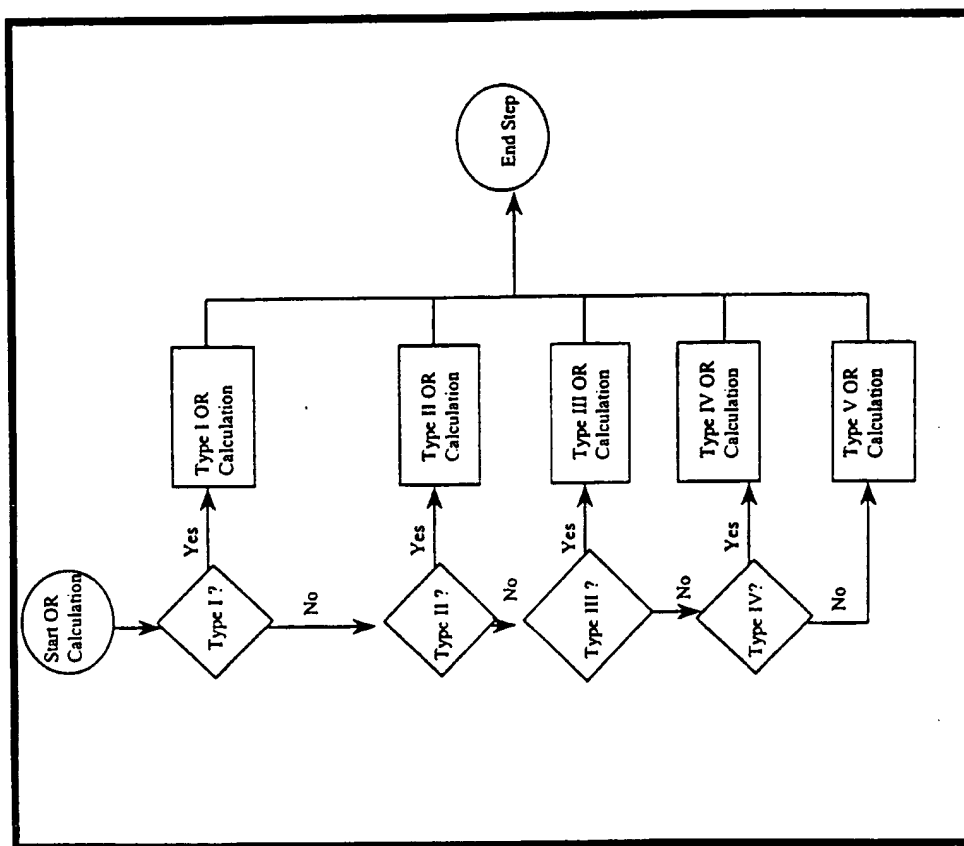 Start OR
Calculation
Type I ?
Yes
Type I OR
Calculation
No
Type II ?
Yes
Type II OR
Calculation
No
Type III ?
Yes
Type III OR
Calculation
No
Type IV?
Yes
Type IV OR
Calculation
No
Type V OR
Calculation
End Step